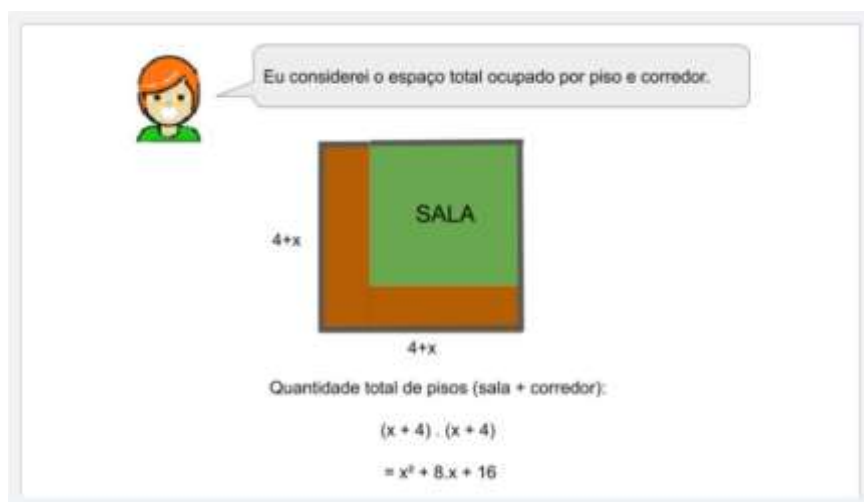 Eu considerei o espaço total ocupado por piso e corredor.
SALA
4+x
4+x
Quantidade total de pisos (sala + corredor):
(x + 4) . (x + 4)
= x² + 8.x + 16